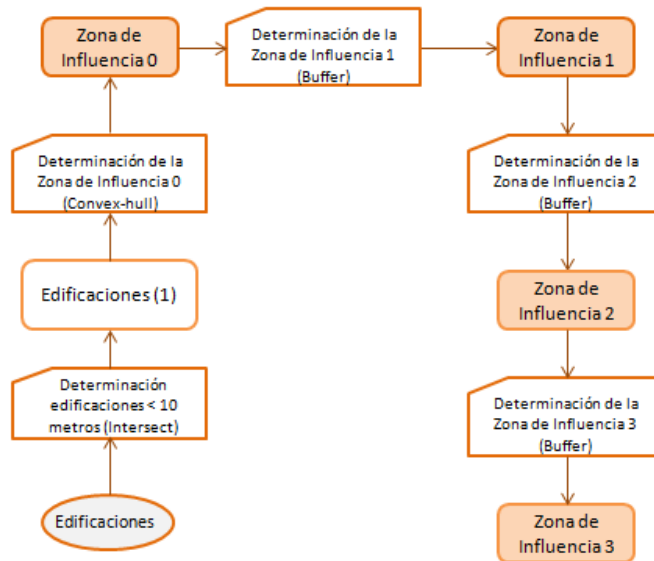 Zona de
Influencia 0
Determinación de la
Zona de Influencia 1
(Buffer)
Zona de
Influencia 1
Determinación de la
Zona de Influencia 0
(Convex-hull)
Determinación de la
Zona de Influencia 2
(Buffer)
Edificaciones (1)
Zona de
Influencia 2
Determinación
edificaciones < 10
metros (Intersect)
Determinación de la
Zona de Influencia 3
(Buffer)
Edificaciones
Zona de
Influencia 3